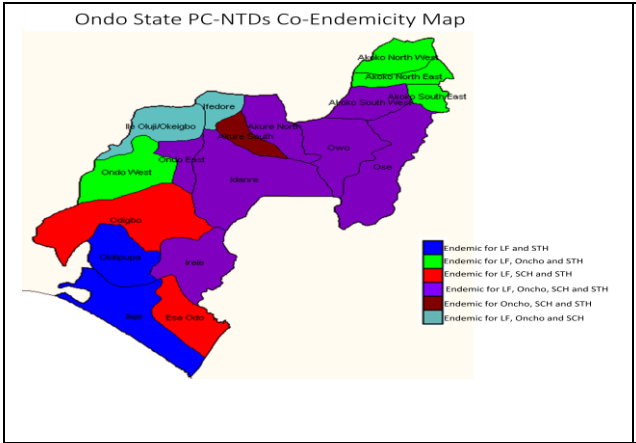 Ondo State PC-NTDs Co-Endemicity Map
Akoko North West
Akoko North East
Akoko South East
Akoko South West
Ifedore
Ile Oluji/Okeigbo
Akure North
Akure South
Owo
Ondo East
Ose
Ondo West
Idanre
Odigbo
Okitipupa
Irele
Ilaje
Ese Odo
Endemic for LF and STH
Endemic for LF, Oncho and STH
Endemic for LF, SCH and STH
Endemic for LF, Oncho, SCH and STH
Endemic for Oncho, SCH and STH
Endemic for LF, Oncho and SCH